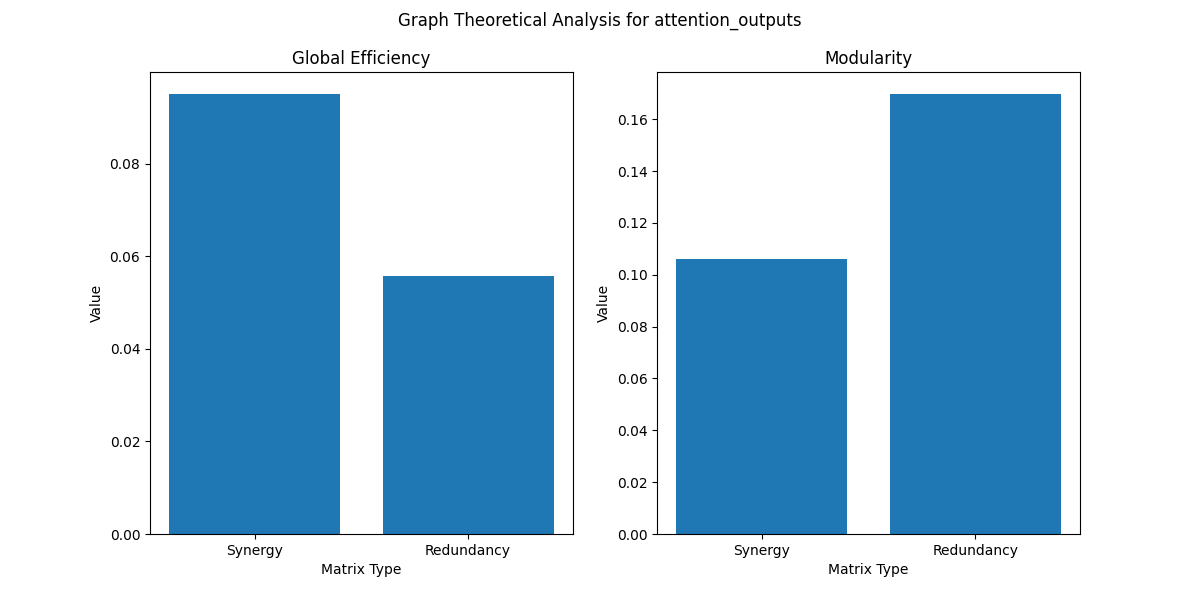 Graph Theoretical Analysis for attention_outputs
Global Efficiency
Value
0.08
0.06
0.04
0.02
0.00
Synergy Redundancy
Matrix Type
Modularity
Value
0.16
0.14
0.12
0.10
0.08
0.06
0.04
0.02
0.00
Synergy Redundancy
Matrix Type